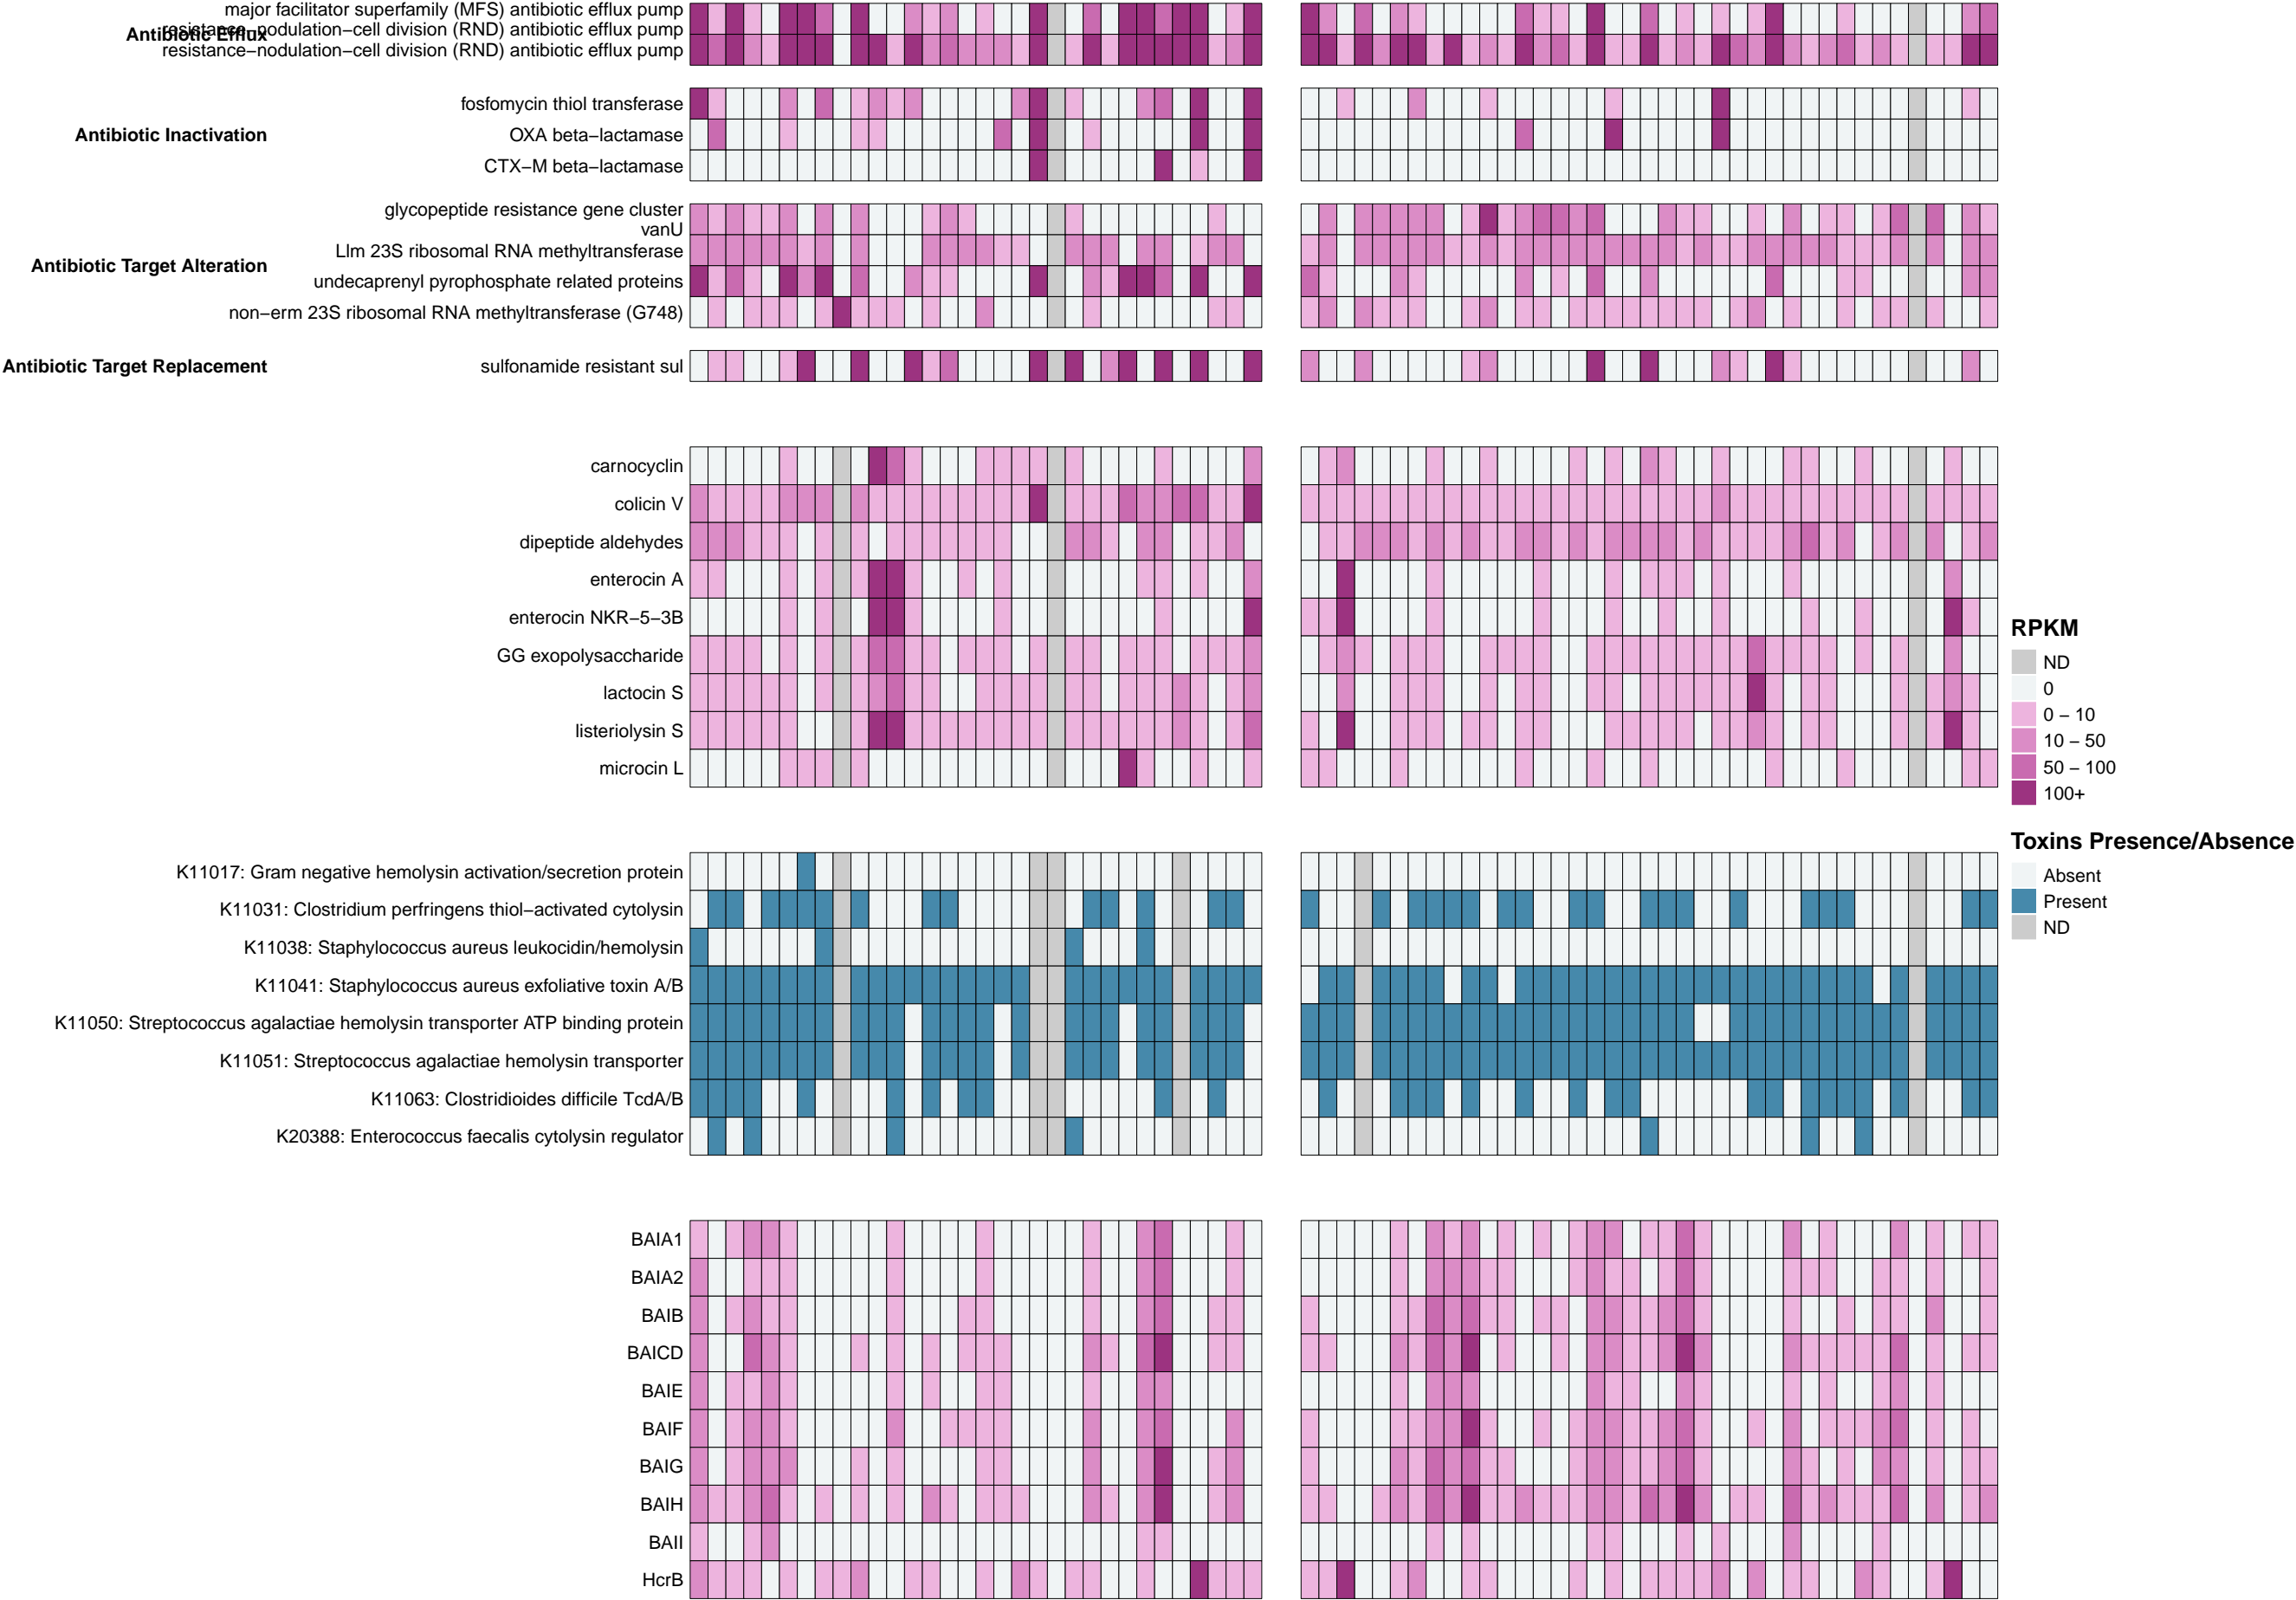 major facilitator superfamily (MFS) antibiotic efflux pump
resistance−nodulation−cell division (RND) antibiotic efflux pump
Antibiotic Efflux
resistance−nodulation−cell division (RND) antibiotic efflux pump
fosfomycin thiol transferase
Antibiotic Inactivation
OXA beta−lactamase
CTX−M beta−lactamase
glycopeptide resistance gene cluster
vanU
Llm 23S ribosomal RNA methyltransferase
Antibiotic Target Alteration
undecaprenyl pyrophosphate related proteins
non−erm 23S ribosomal RNA methyltransferase (G748)
Antibiotic Target Replacement
sulfonamide resistant sul
carnocyclin
colicin V
dipeptide aldehydes
enterocin A
enterocin NKR−5−3B
GG exopolysaccharide
lactocin S
listeriolysin S
microcin L
RPKM
ND
0
0 − 10
10 − 50
50 − 100
100+
Toxins Presence/Absence
Absent
Present
ND
K11017: Gram negative hemolysin activation/secretion protein
K11031: Clostridium perfringens thiol−activated cytolysin
K11038: Staphylococcus aureus leukocidin/hemolysin
K11041: Staphylococcus aureus exfoliative toxin A/B
K11050: Streptococcus agalactiae hemolysin transporter ATP binding protein
K11051: Streptococcus agalactiae hemolysin transporter
K11063: Clostridioides difficile TcdA/B
K20388: Enterococcus faecalis cytolysin regulator
BAIA1
BAIA2
BAIB
BAICD
BAIE
BAIF
BAIG
BAIH
BAII
HcrB